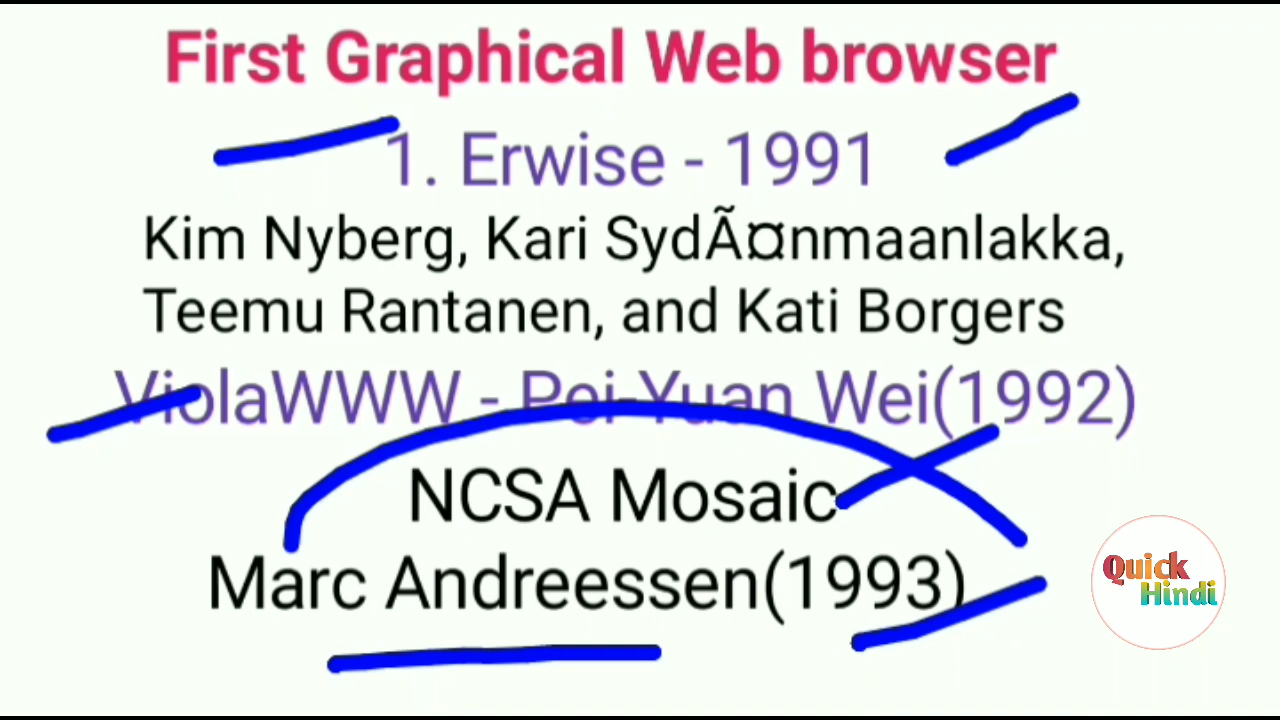 First Graphical Web browser
1. Erwise - 1991
Kim Nyberg, Kari SydÃ¤nmaanlakka,
Teemu Rantanen, and Kati Borgers
ViolaWWW - Pei-Yuan Wei(1992)
NCSA Mosaic
Marc Andreessen(1993)
Quick
Hindi